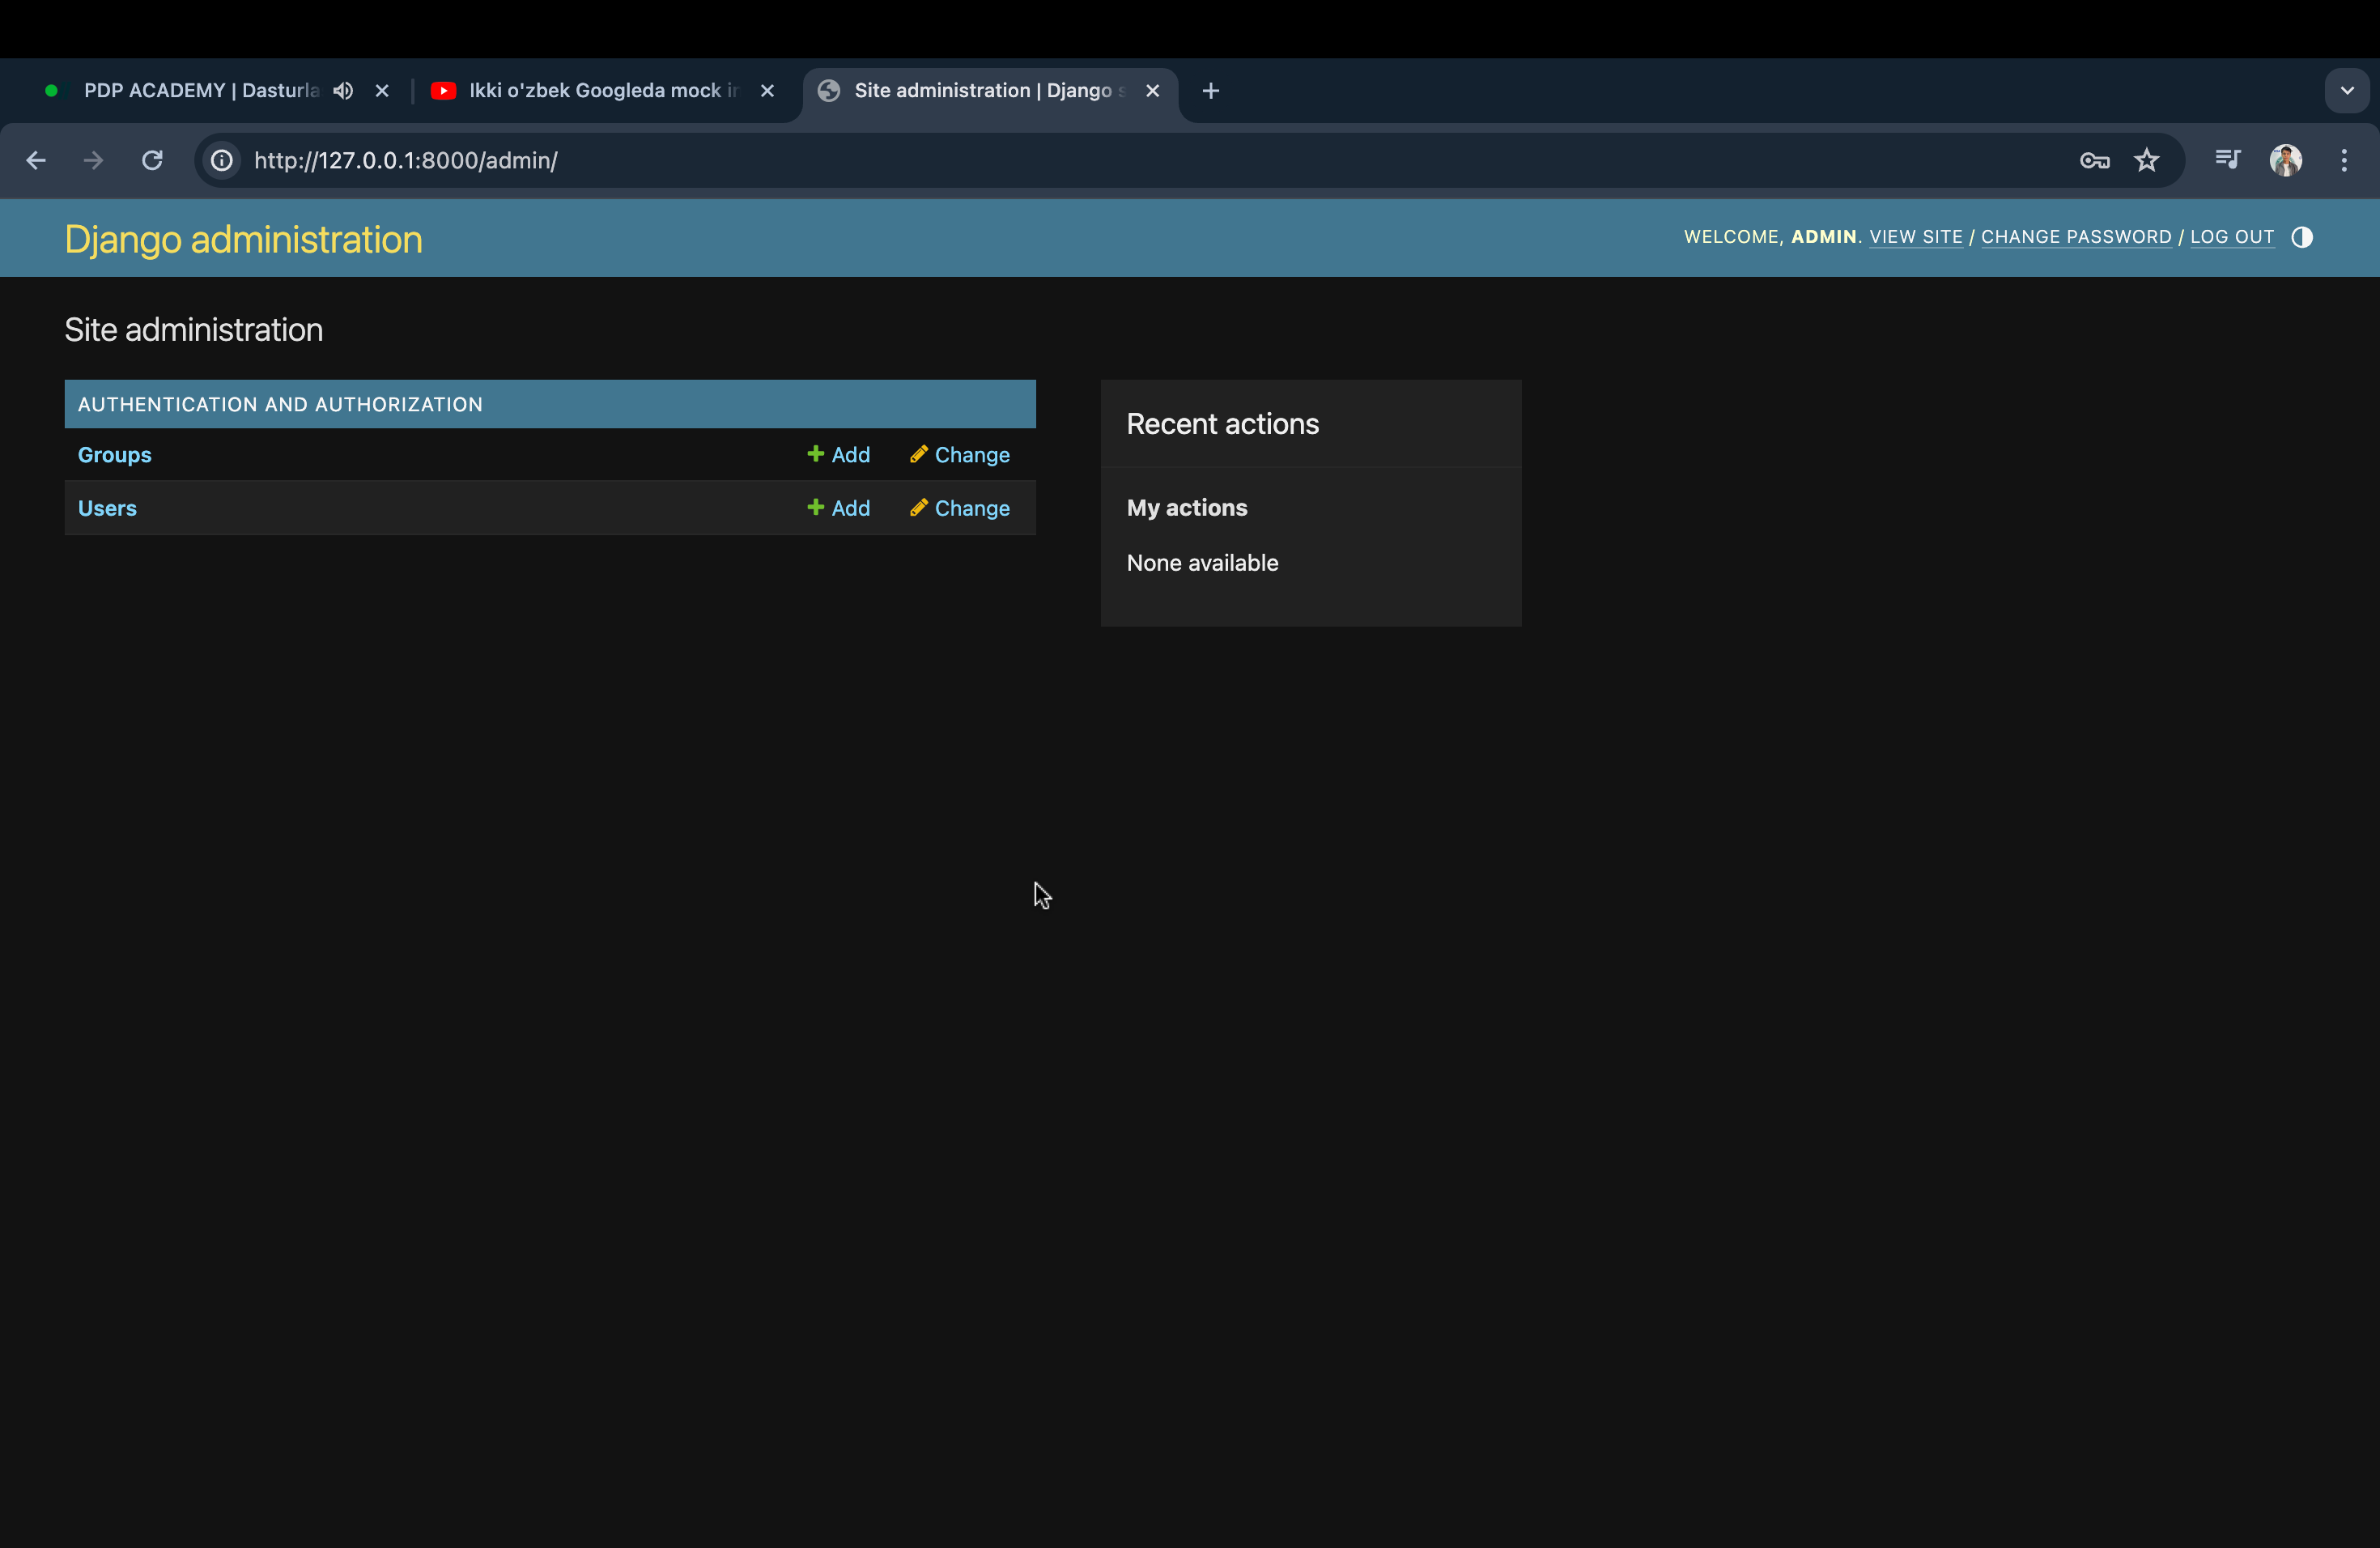 PDP ACADEMY | Dasturla
Ikki o'zbek Googleda mock
Site administration | Django
http://127.0.0.1:8000/admin/
Django administration
WELCOME, ADMIN. VIEW SITE / CHANGE PASSWORD / LOG OUT
Site administration
AUTHENTICATION AND AUTHORIZATION
Groups Add Change
Users Add Change
Recent actions
My actions
None available